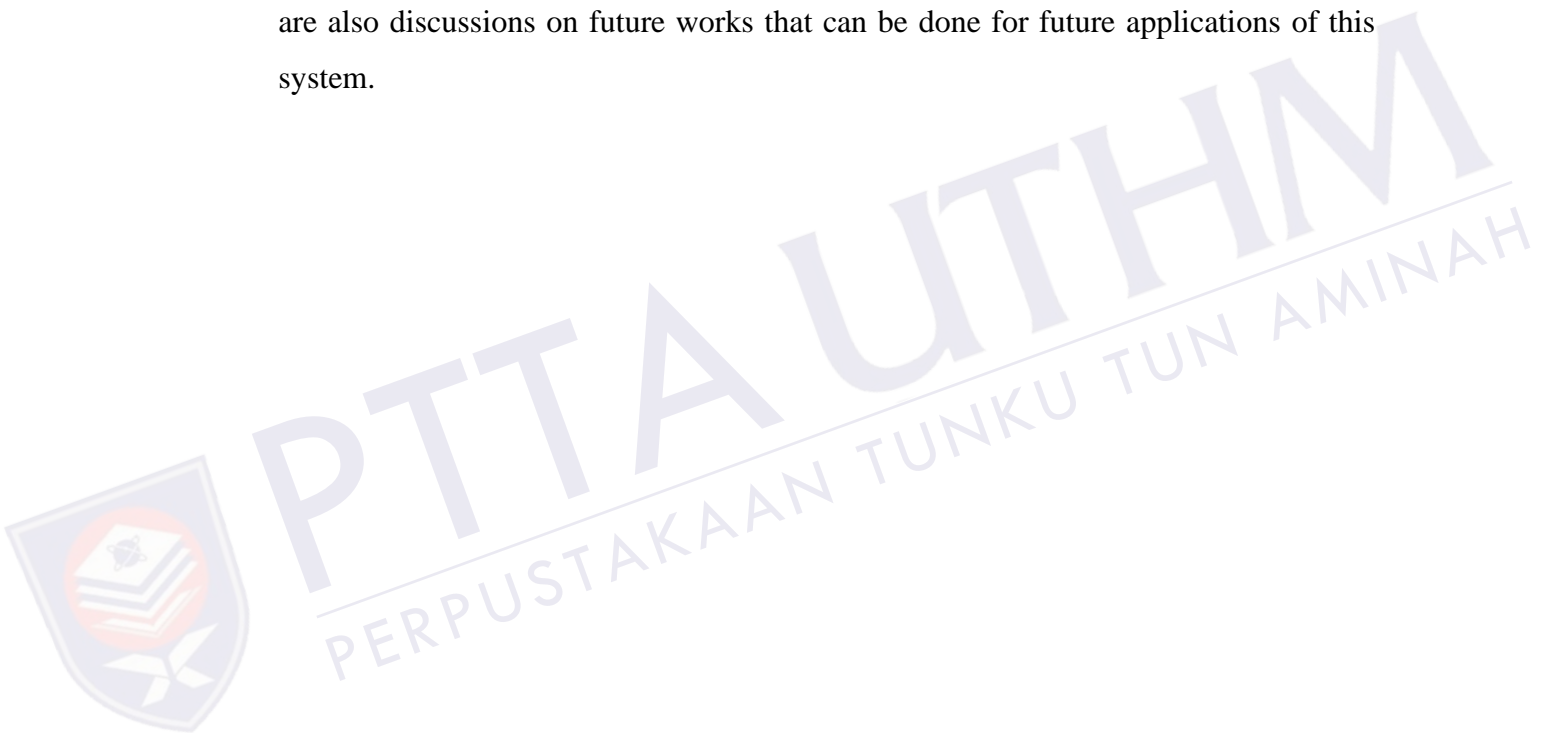 are also discussions on future works that can be done for future applications of this
system.
PTTA UTHM
PERPUSTAKAAN TUNKU TUN AMINAH